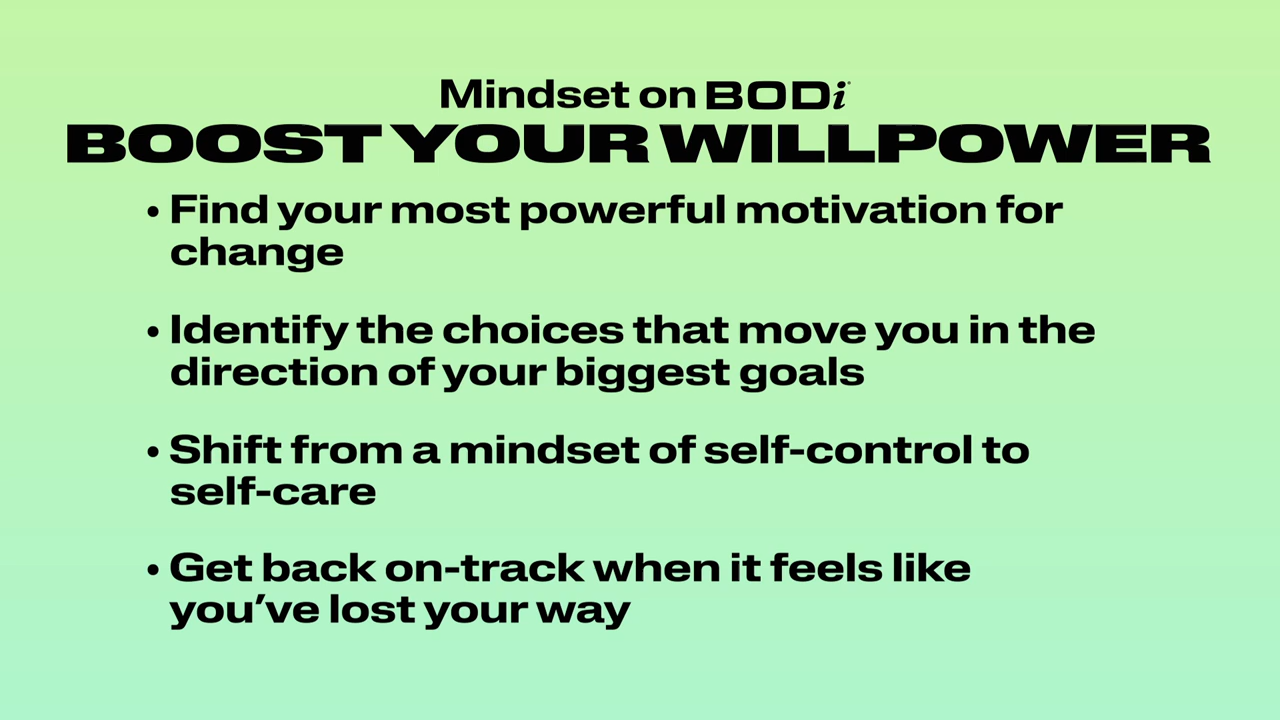 Mindset on BODi
BOOST YOUR WILLPOWER
• Find your most powerful motivation for
change
• Identify the choices that move you in the
direction of your biggest goals
• Shift from a mindset of self-control to
self-care
• Get back on-track when it feels like
you’ve lost your way